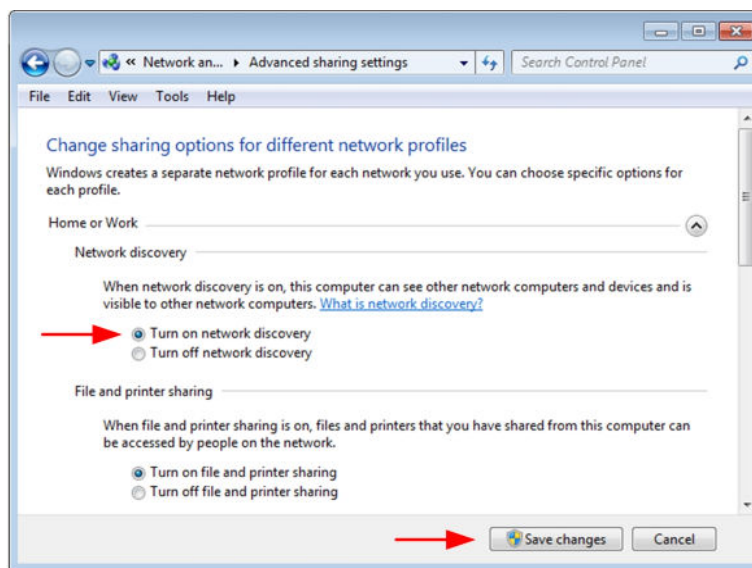 « Network an... ▸ Advanced sharing settings
Search Control Panel
File Edit View Tools Help
Change sharing options for different network profiles
Windows creates a separate network profile for each network you use. You can choose specific options for
each profile.
Home or Work
Network discovery
When network discovery is on, this computer can see other network computers and devices and is
visible to other network computers. What is network discovery?
Turn on network discovery
Turn off network discovery
File and printer sharing
When file and printer sharing is on, files and printers that you have shared from this computer can
be accessed by people on the network.
Turn on file and printer sharing
Turn off file and printer sharing
Save changes Cancel